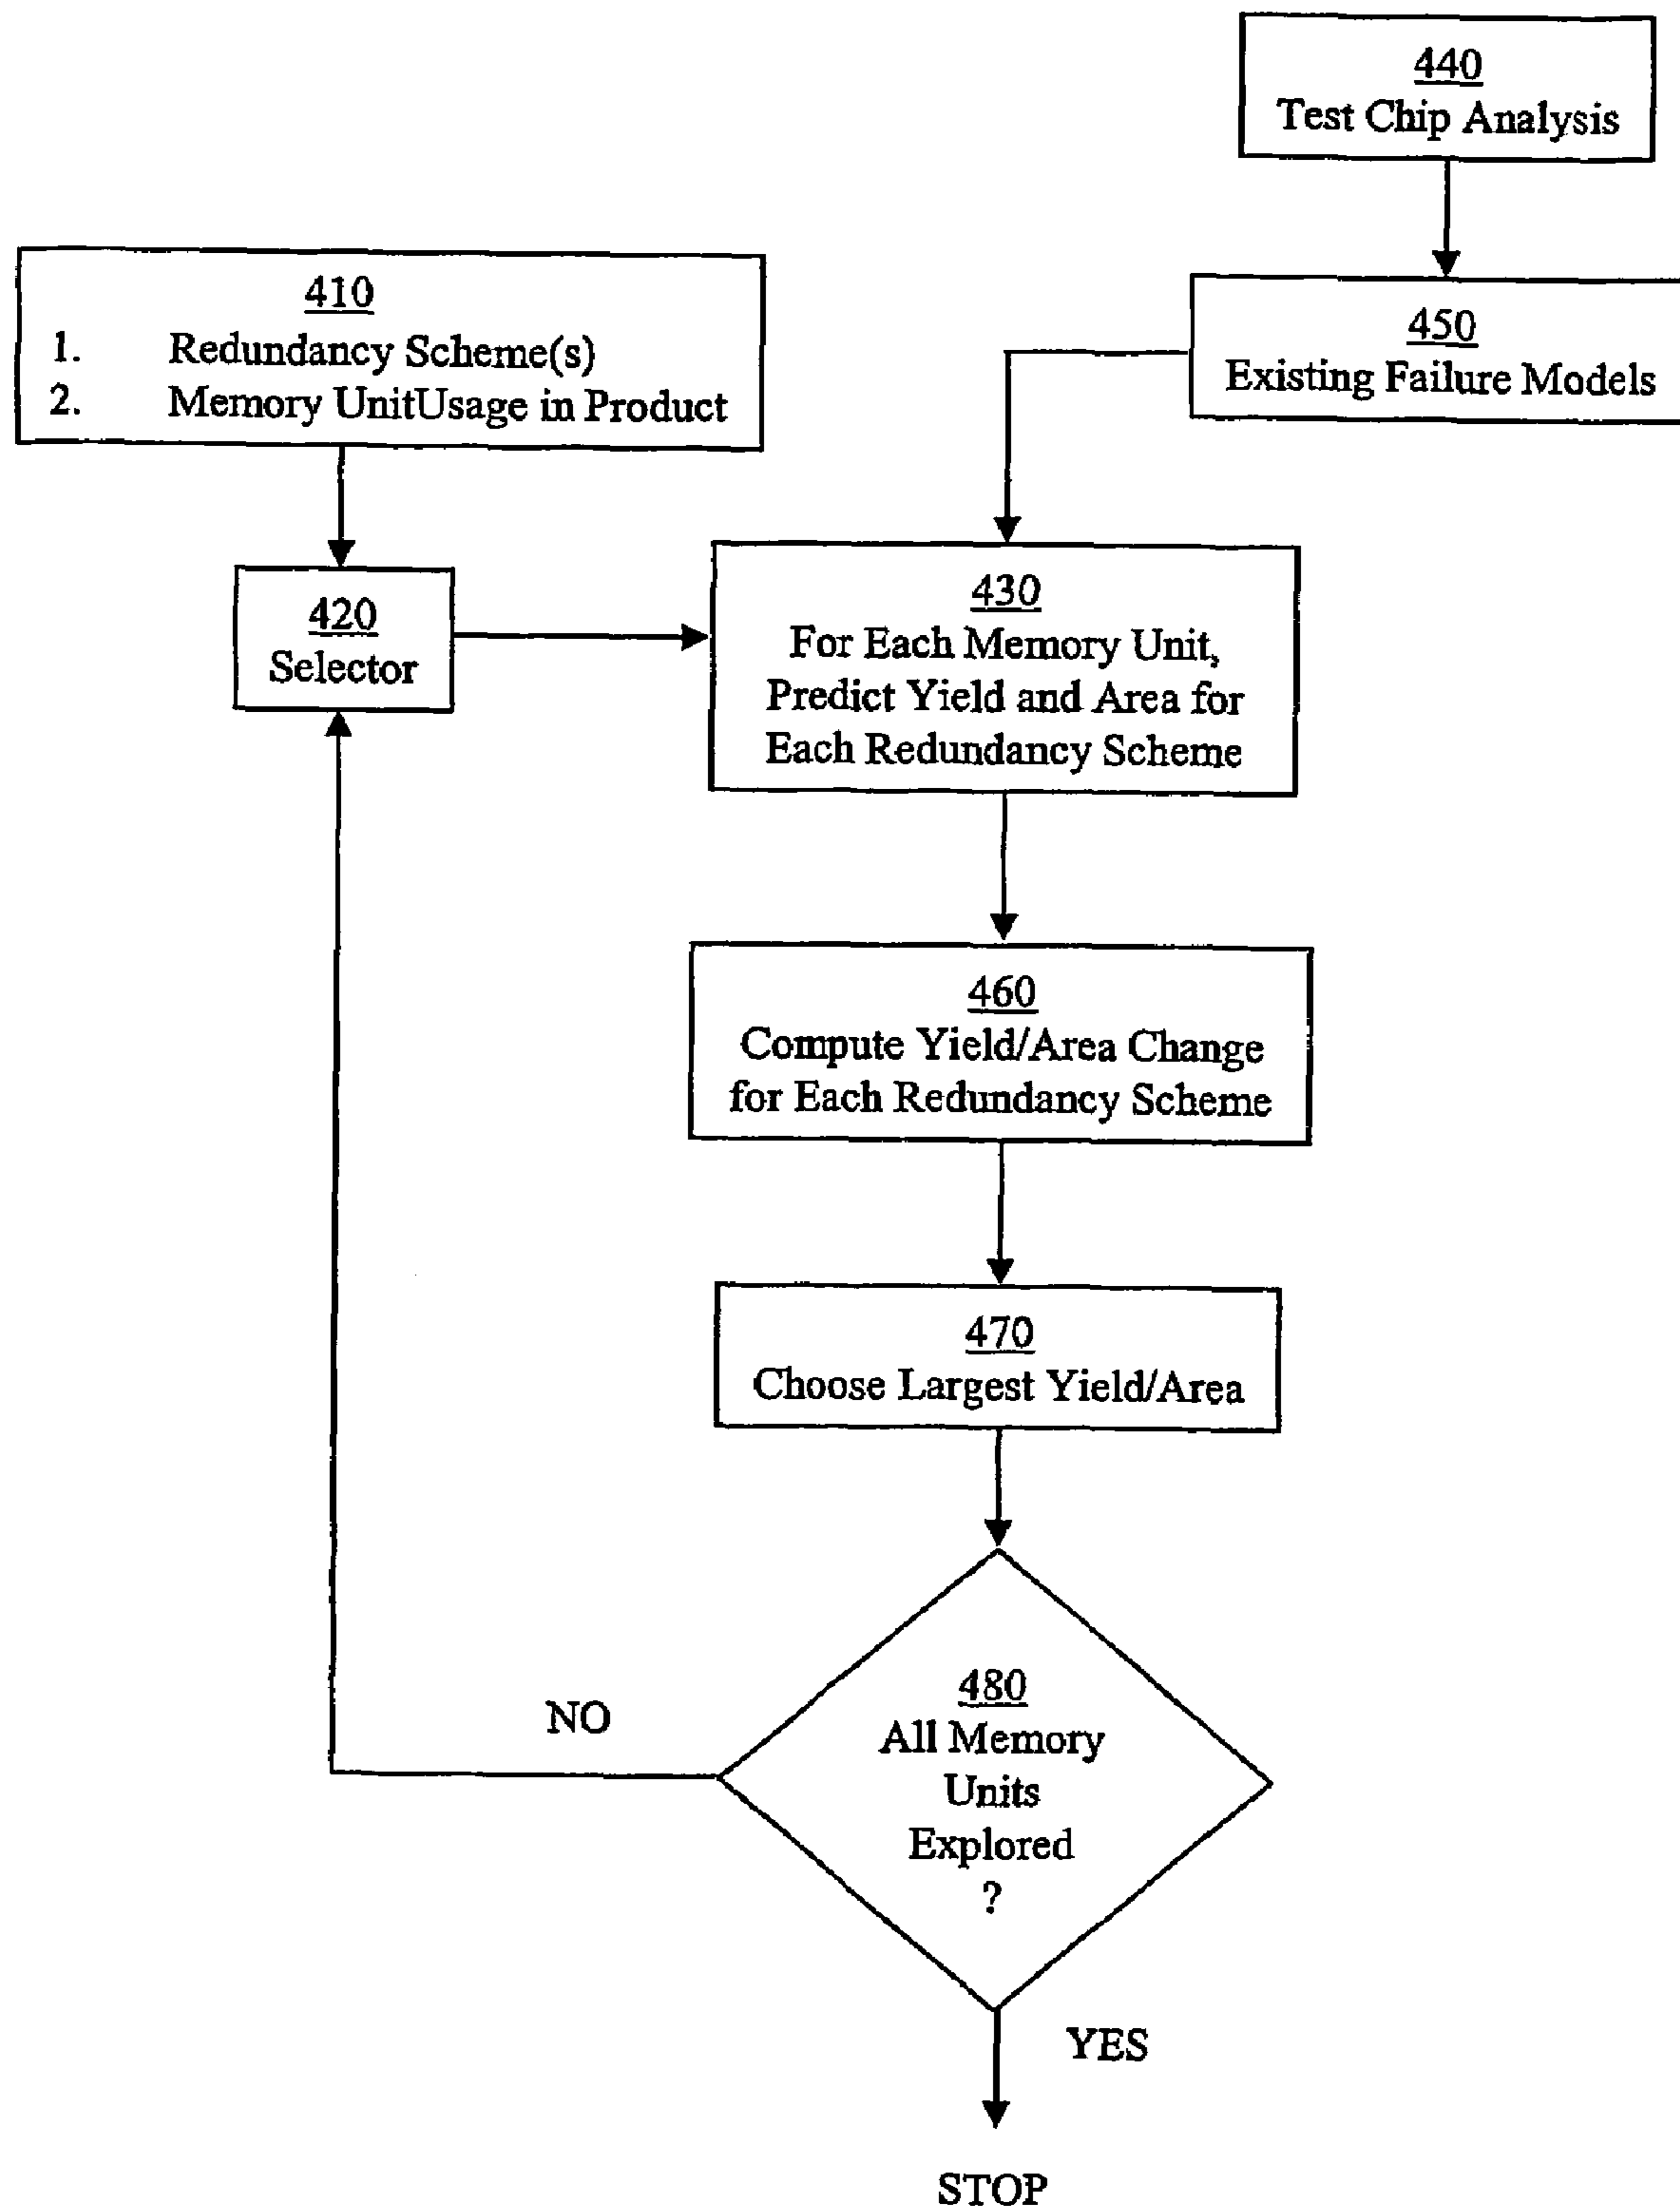 440
Test Chip Analysis
410
1. Redundancy Scheme(s)
2. Memory UnitUsage in Product
450
Existing Failure Models
420
Selector
430
For Each Memory Unit,
Predict Yield and Area for
Each Redundancy Scheme
460
Compute Yield/Area Change
for Each Redundancy Scheme
470
Choose Largest Yield/Area
480
All Memory
Units
Explored
?
NO
YES
STOP